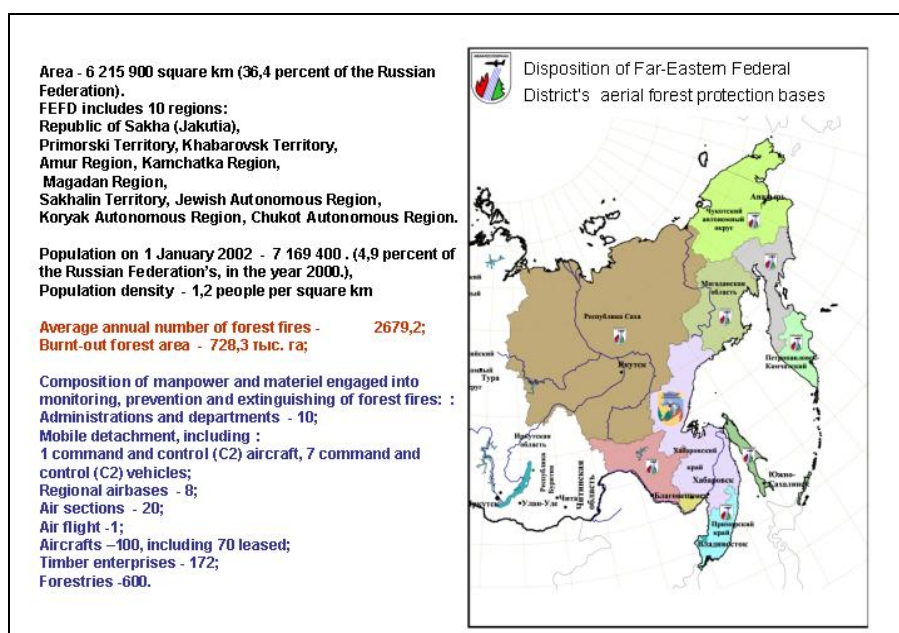 Area - 6 215 900 square km (36,4 percent of the Russian
Federation).
FEFD includes 10 regions:
Republic of Sakha (Jakutia),
Primorski Territory, Khabarovsk Territory,
Amur Region, Kamchatka Region,
Magadan Region,
Sakhalin Territory, Jewish Autonomous Region,
Koryak Autonomous Region, Chukot Autonomous Region.
Population on 1 January 2002 - 7 169 400 . (4,9 percent of
the Russian Federation's, in the year 2000.),
Population density - 1,2 people per square km
Average annual number of forest fires - 2679,2;
Burnt-out forest area - 728,3 тыс. га;
Composition of manpower and materiel engaged into
monitoring, prevention and extinguishing of forest fires: :
Administrations and departments - 10;
Mobile detachment, including :
1 command and control (C2) aircraft, 7 command and
control (C2) vehicles;
Regional airbases - 8;
Air sections - 20;
Air flight -1;
Aircrafts –100, including 70 leased;
Timber enterprises - 172;
Forestries -600.
Disposition of Far-Eastern Federal
District's aerial forest protection bases
Анадырь
Чукотский
автономный
округ
Магаданская
область
Республика Саха
Якутск
Петропавловск-
Камчатский
Тура
Иркутская
область
Республика
Бурятия
Улан-Уде
Чита
Читинская
область
Благовещенск
Хабаровский
край
Хабаровск
Южно-
Сахалинск
Приморский
край
Владивосток